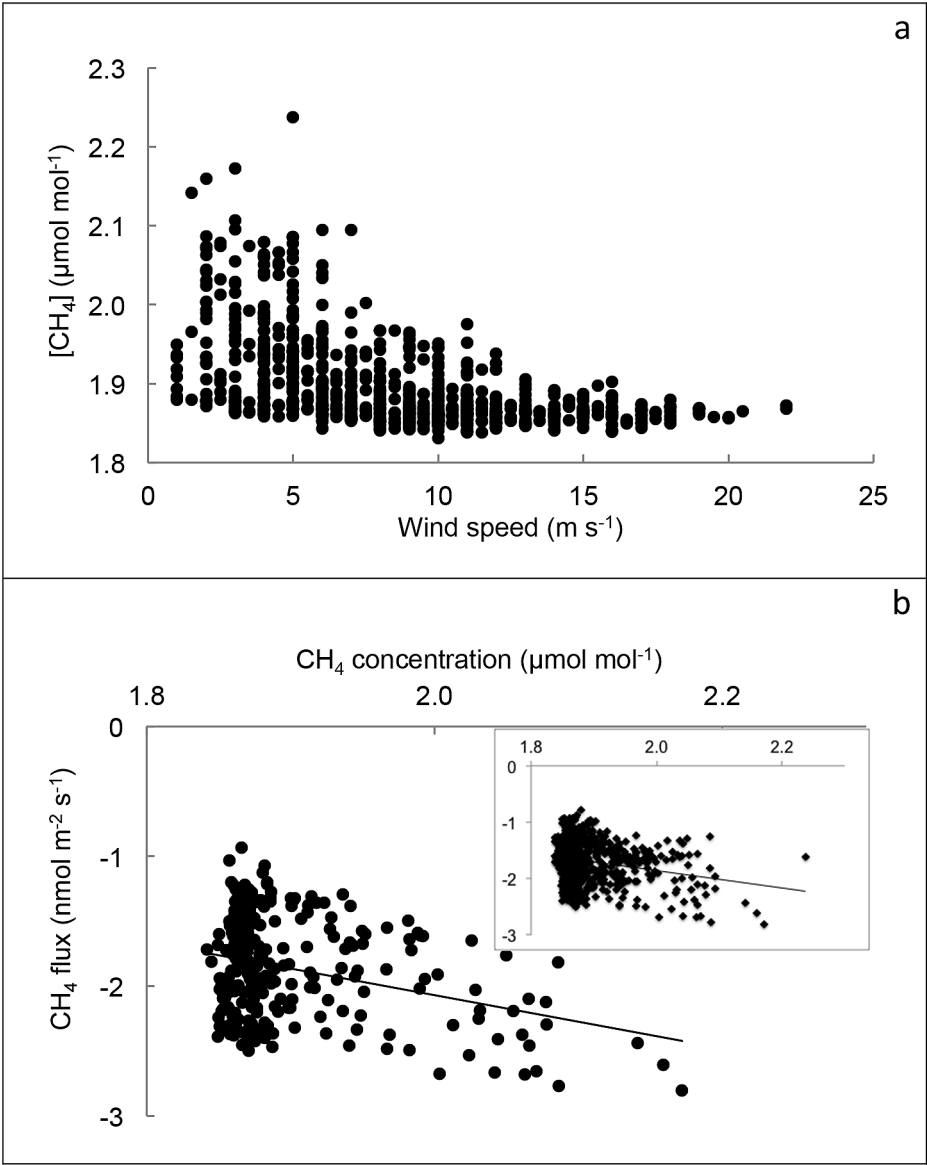 a
2.3
2.2
2.1
2.0
1.9
1.8
[CH4] (µmol mol-1)
0 5 10 15 20 25
Wind speed (m s-1)
b
CH4 concentration (µmol mol-1)
1.8 2.0 2.2
0
-1
-2
-3
CH4 flux (nmol m-2 s-1)
1.8 2.0 2.2
0
-1
-2
-3